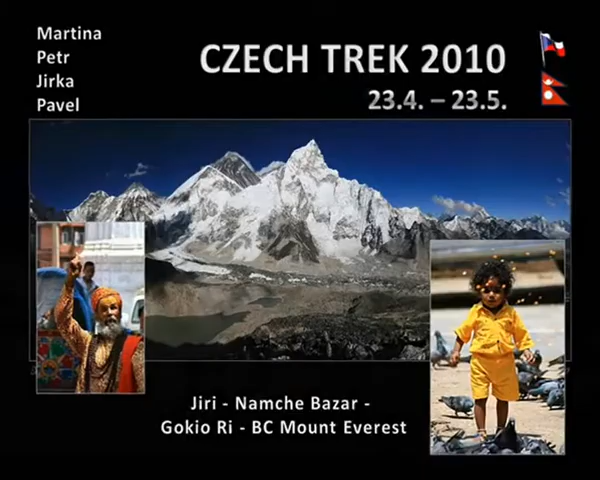 Martina
Petr
Jirka
Pavel
CZECH TREK 2010
23.4. – 23.5.
Jiri - Namche Bazar -
Gokio Ri - BC Mount Everest